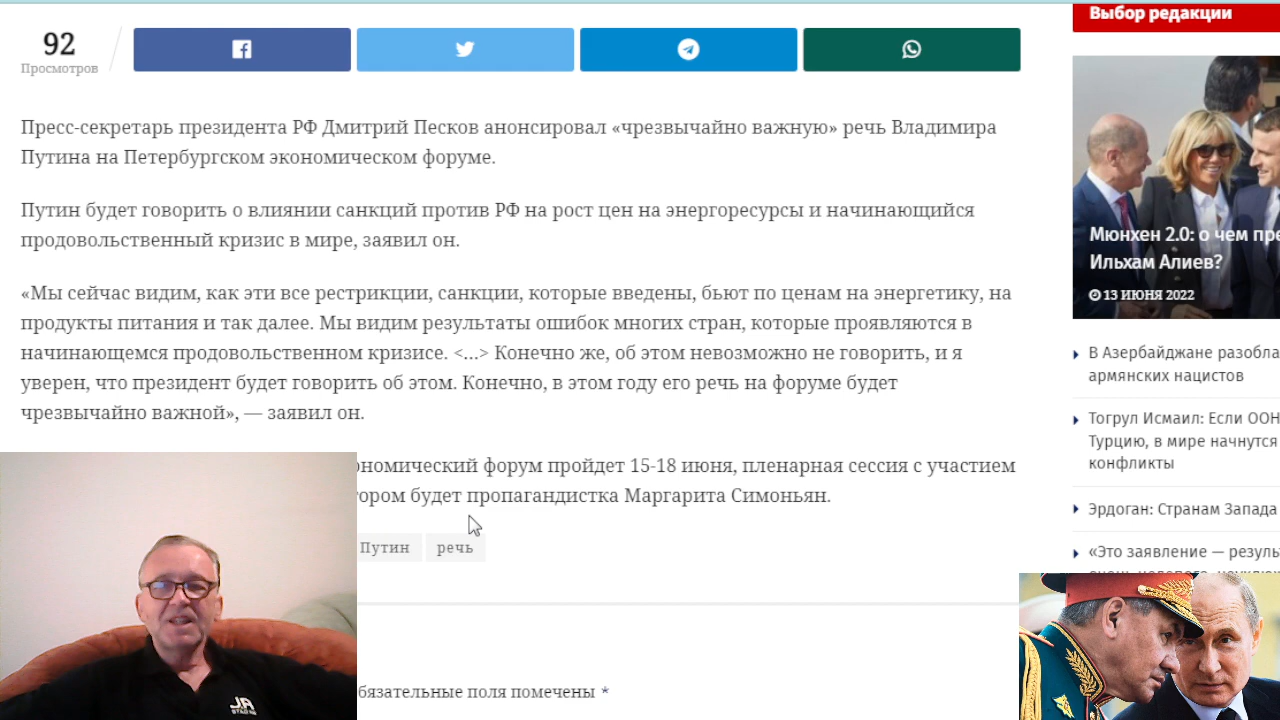 92
Просмотров
Пресс-секретарь президента РФ Дмитрий Песков анонсировал «чрезвычайно важную» речь Владимира
Путина на Петербургском экономическом форуме.
Путин будет говорить о влиянии санкций против РФ на рост цен на энергоресурсы и начинающийся
продовольственный кризис в мире, заявил он.
«Мы сейчас видим, как эти все рестрикции, санкции, которые введены, бьют по ценам на энергетику, на
продукты питания и так далее. Мы видим результаты ошибок многих стран, которые проявляются в
начинающемся продовольственном кризисе. <...> Конечно же, об этом невозможно не говорить, и я
уверен, что президент будет говорить об этом. Конечно, в этом году его речь на форуме будет
чрезвычайно важной», — заявил он.
ономический форум пройдет 15-18 июня, пленарная сессия с участием
тором будет пропагандистка Маргарита Симоньян.
Путин
речь
бязательные поля помечены *
Выбор редакции
Мюнхен 2.0: о чем пре
Ильхам Алиев?
13 ИЮНЯ 2022
В Азербайджане разобла
армянских нацистов
Тогрул Исмаил: Если ООН
Турцию, в мире начнутся
конфликты
Эрдоган: Странам Запада
«Это заявление — резуль
JA